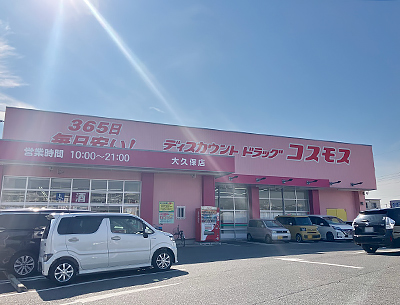 365日
毎日安い!
ディスカウント ドラッグ コスモス
営業時間 10:00~21:00
大久保店
酒